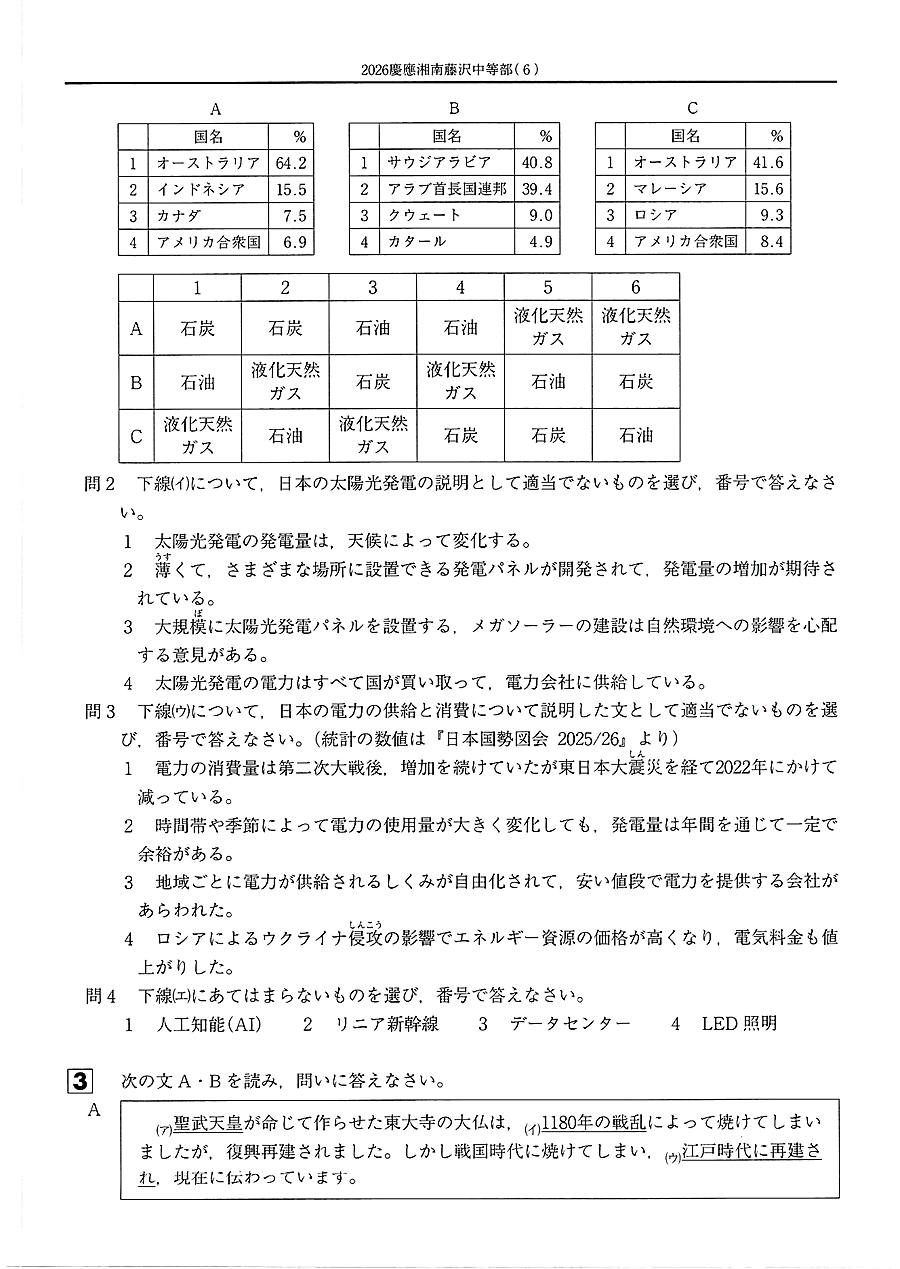 2026慶應湘南藤沢中等部(6)
A
国名 %
1 オーストラリア 64.2
2 インドネシア 15.5
3 カナダ 7.5
4 アメリカ合衆国 6.9
B
国名 %
1 サウジアラビア 40.8
2 アラブ首長国連邦 39.4
3 クウェート 9.0
4 カタール 4.9
C
国名 %
1 オーストラリア 41.6
2 マレーシア 15.6
3 ロシア 9.3
4 アメリカ合衆国 8.4
1 2 3 4 5 6
A 石炭 石炭 石油 石油 液化天然ガス 液化天然ガス
B 石油 液化天然ガス 石炭 液化天然ガス 石油 石炭
C 液化天然ガス 石油 液化天然ガス 石炭 石炭 石油
問2 下線(イ)について，日本の太陽光発電の説明として適当でないものを選び，番号で答えなさ
い。
1 太陽光発電の発電量は，天候によって変化する。
うす
2 薄くて，さまざまな場所に設置できる発電パネルが開発されて，発電量の増加が期待さ
れている。
ぼ
3 大規模に太陽光発電パネルを設置する，メガソーラーの建設は自然環境への影響を心配
する意見がある。
4 太陽光発電の電力はすべて国が買い取って，電力会社に供給している。
問3 下線(ウ)について，日本の電力の供給と消費について説明した文として適当でないものを選
び，番号で答えなさい。（統計の数値は『日本国勢図会 2025/26』より）
しん
1 電力の消費量は第二次大戦後，増加を続けていたが東日本大震災を経て2022年にかけて
減っている。
2 時間帯や季節によって電力の使用量が大きく変化しても，発電量は年間を通じて一定で
余裕がある。
3 地域ごとに電力が供給されるしくみが自由化されて，安い値段で電力を提供する会社が
あらわれた。
しんこう
4 ロシアによるウクライナ侵攻の影響でエネルギー資源の価格が高くなり，電気料金も値
上がりした。
問4 下線(エ)にあてはまらないものを選び，番号で答えなさい。
1 人工知能(AI) 2 リニア新幹線 3 データセンター 4 LED照明
3 次の文A・Bを読み，問いに答えなさい。
A
(ア)聖武天皇が命じて作らせた東大寺の大仏は，(イ)1180年の戦乱によって焼けてしまい
ましたが，復興再建されました。しかし戦国時代に焼けてしまい，(ウ)江戸時代に再建さ
れ，現在に伝わっています。